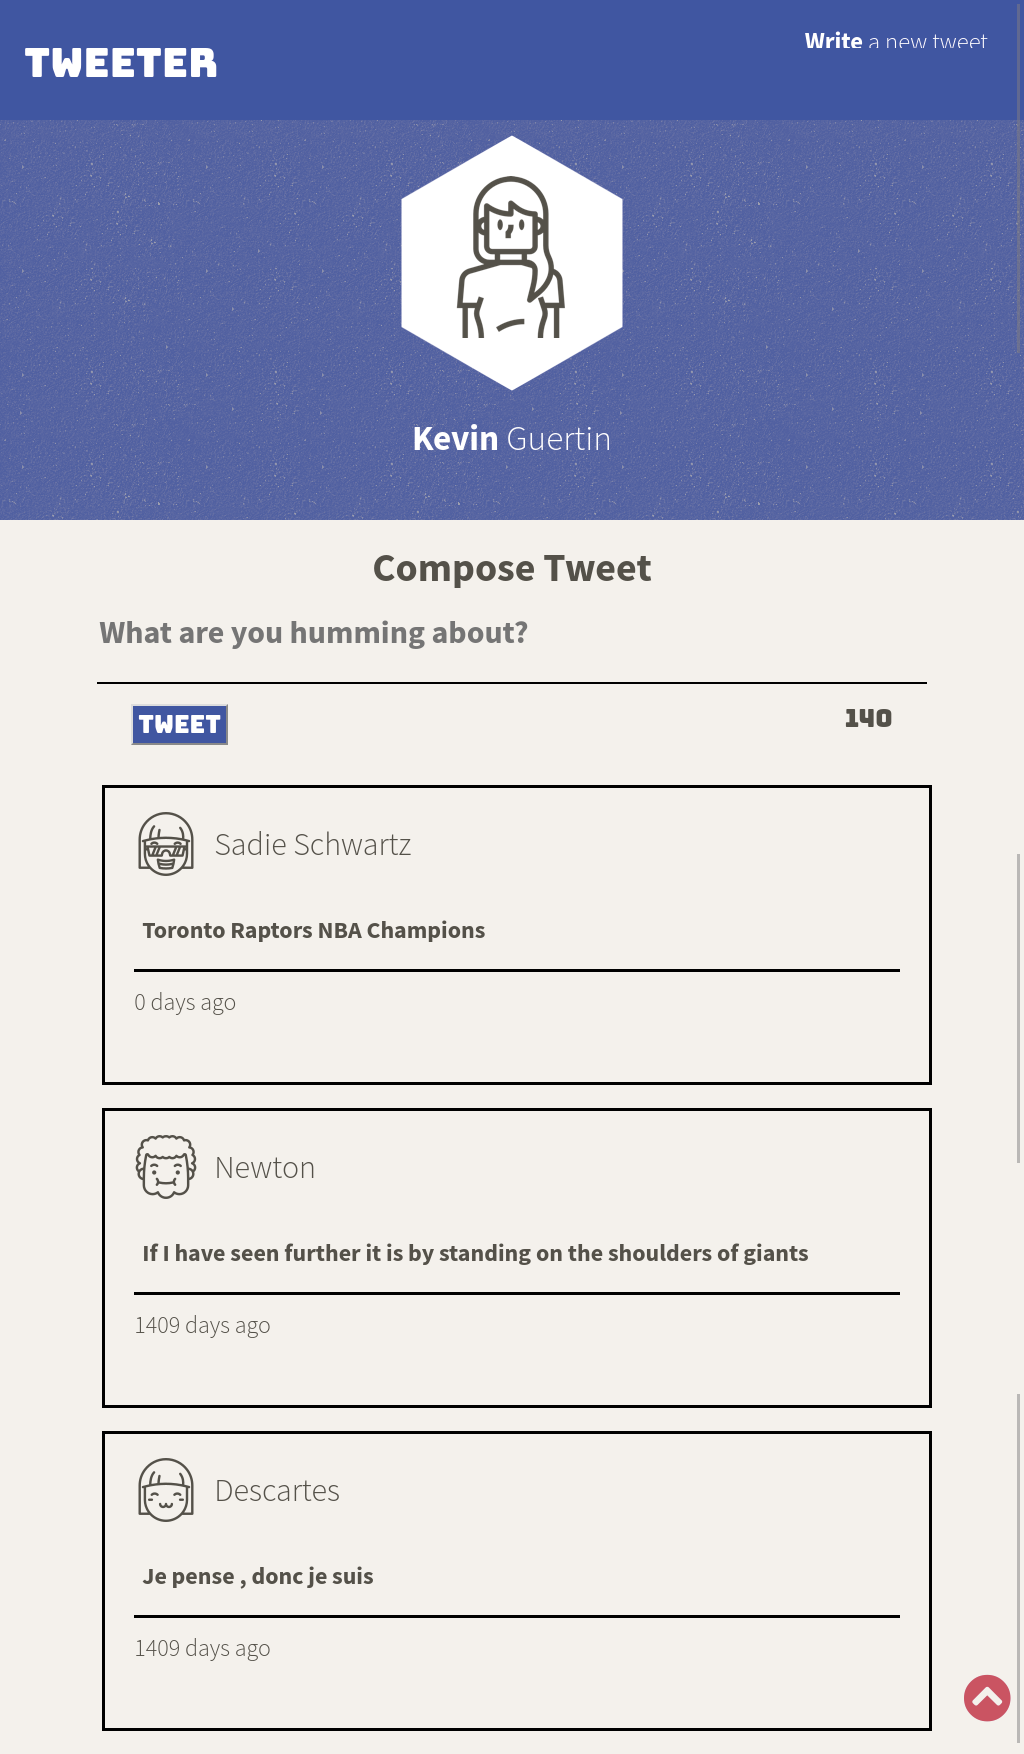 TWEETER
Write a new tweet
Kevin Guertin
Compose Tweet
What are you humming about?
TWEET
140
Sadie Schwartz
Toronto Raptors NBA Champions
0 days ago
Newton
If I have seen further it is by standing on the shoulders of giants
1409 days ago
Descartes
Je pense , donc je suis
1409 days ago